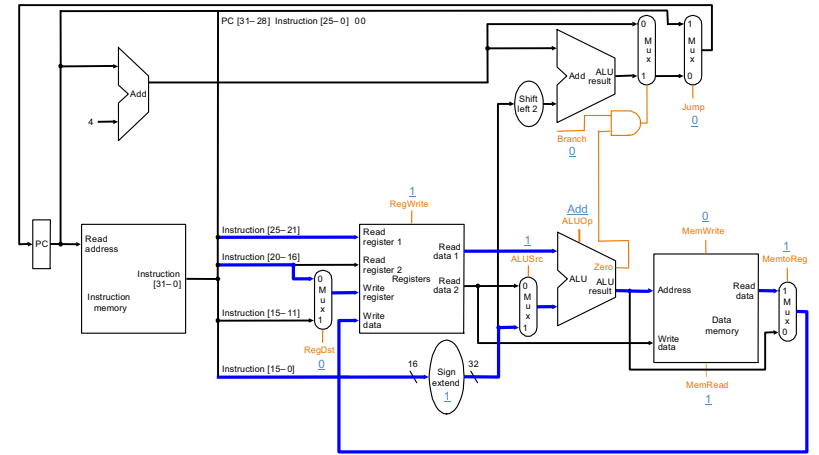 PC [31–28] Instruction [25–0] 00
0
M
u
x
1
1
M
u
x
0
Add
ALU
result
Add
Shift
left 2
4
Jump
0
Branch
0
1
RegWrite
Add
ALUOp
0
MemWrite
Instruction [25–21]
Read
register 1
Read
data 1
1
ALUSrc
1
MemtoReg
PC
Read
address
Instruction [20–16]
Read
register 2
Registers
Read
data 2
Zero
ALU
ALU
result
Instruction
[31–0]
Instruction
memory
0
M
u
x
1
Write
register
Write
data
0
M
u
x
1
Address
Read
data
Data
memory
Write
data
1
M
u
x
0
Instruction [15–11]
RegDst
0
Instruction [15–0]
16
Sign
extend
1
32
MemRead
1